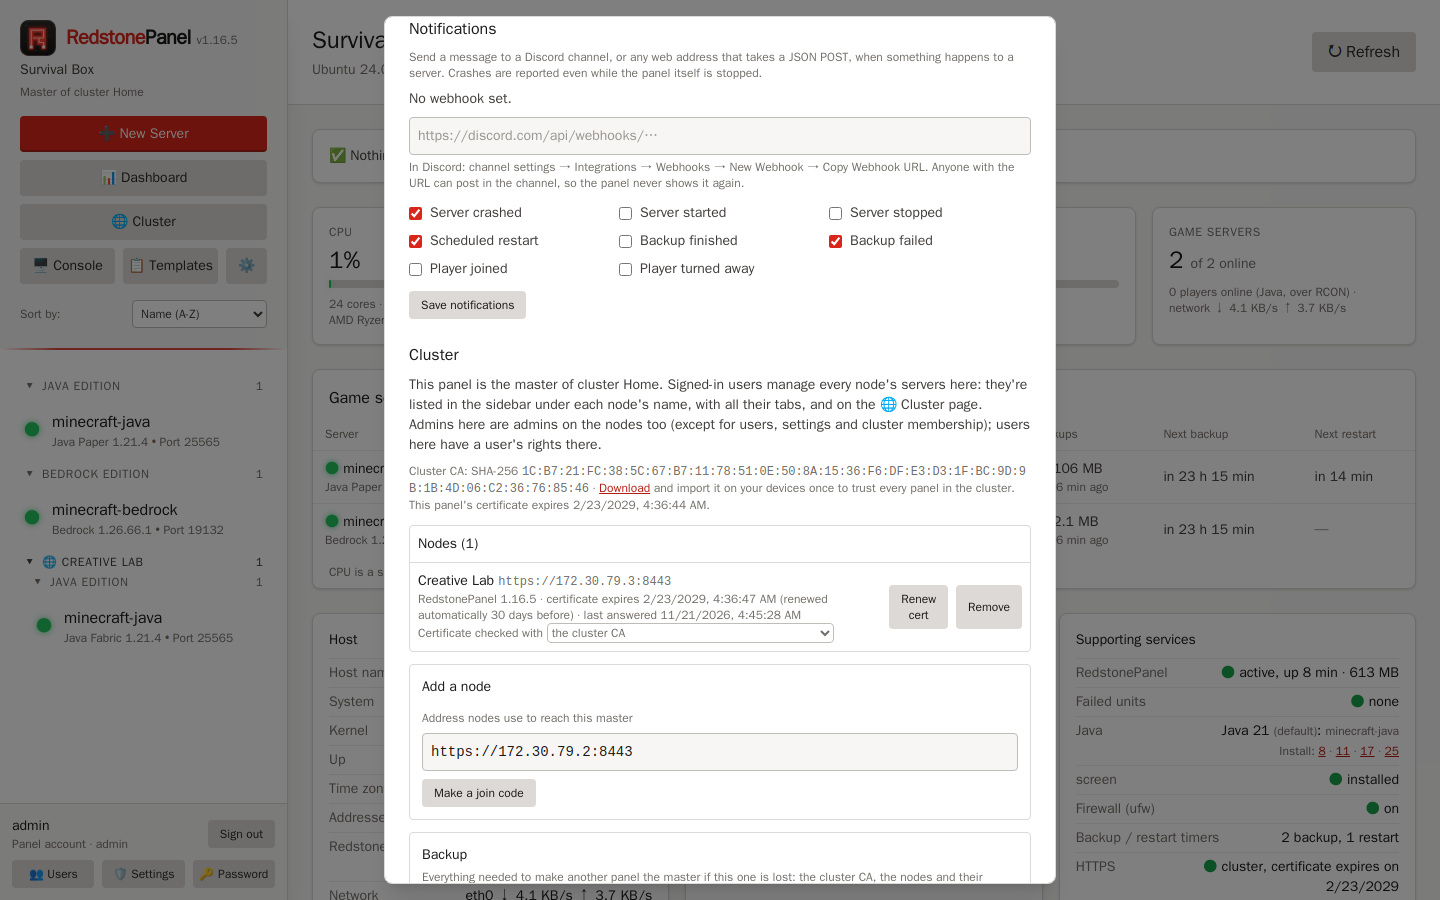 RedstonePanel v1.16.5
Survival Box
Master of cluster Home
➕ New Server
📊 Dashboard
🌐 Cluster
🖥️ Console
📋 Templates
⚙️
Sort by:
Name (A-Z)
▼ JAVA EDITION 1
minecraft-java
Java Paper 1.21.4 • Port 25565
▼ BEDROCK EDITION 1
minecraft-bedrock
Bedrock 1.26.66.1 • Port 19132
▼ 🌐 CREATIVE LAB 1
▼ JAVA EDITION 1
minecraft-java
Java Fabric 1.21.4 • Port 25565
admin
Panel account · admin
Sign out
👥 Users
🛡️ Settings
🔑 Password
Surviva
Ubuntu 24.0
↻ Refresh
✅ Nothi
CPU
1%
24 cores ·
AMD Ryze
GAME SERVERS
2 of 2 online
0 players online (Java, over RCON) ·
network ↓ 4.1 KB/s ↑ 3.7 KB/s
Game s
Server
Next backup
Next restart
minecr
Java Paper
106 MB
6 min ago
in 23 h 15 min
in 14 min
minecr
Bedrock 1.2
2.1 MB
6 min ago
in 23 h 15 min
—
CPU is a s
Host
Host nam
System
Kernel
Up
Time zon
Addresse
Redstone
Network
eth0 ↓ 4.1 KB/s ↑ 3.7 KB/s
Notifications
Send a message to a Discord channel, or any web address that takes a JSON POST, when something happens to a
server. Crashes are reported even while the panel itself is stopped.
No webhook set.
https://discord.com/api/webhooks/…
In Discord: channel settings → Integrations → Webhooks → New Webhook → Copy Webhook URL. Anyone with the
URL can post in the channel, so the panel never shows it again.
Server crashed
Server started
Server stopped
Scheduled restart
Backup finished
Backup failed
Player joined
Player turned away
Save notifications
Cluster
This panel is the master of cluster Home. Signed-in users manage every node's servers here: they're
listed in the sidebar under each node's name, with all their tabs, and on the 🌐 Cluster page.
Admins here are admins on the nodes too (except for users, settings and cluster membership); users
here have a user's rights there.
Cluster CA: SHA-256 1C:B7:21:FC:38:5C:67:B7:11:78:51:0E:50:8A:15:36:F6:DF:E3:D3:1F:BC:9D:9
B:1B:4D:06:C2:36:76:85:46 · Download and import it on your devices once to trust every panel in the cluster.
This panel's certificate expires 2/23/2029, 4:36:44 AM.
Nodes (1)
Creative Lab https://172.30.79.3:8443
RedstonePanel 1.16.5 · certificate expires 2/23/2029, 4:36:47 AM (renewed
automatically 30 days before) · last answered 11/21/2026, 4:45:28 AM
Certificate checked with the cluster CA
Renew
cert
Remove
Add a node
Address nodes use to reach this master
https://172.30.79.2:8443
Make a join code
Backup
Everything needed to make another panel the master if this one is lost: the cluster CA, the nodes and their
Supporting services
RedstonePanel active, up 8 min · 613 MB
Failed units none
Java Java 21 (default): minecraft-java
Install: 8 · 11 · 17 · 25
screen installed
Firewall (ufw) on
Backup / restart timers 2 backup, 1 restart
HTTPS cluster, certificate expires on
2/23/2029